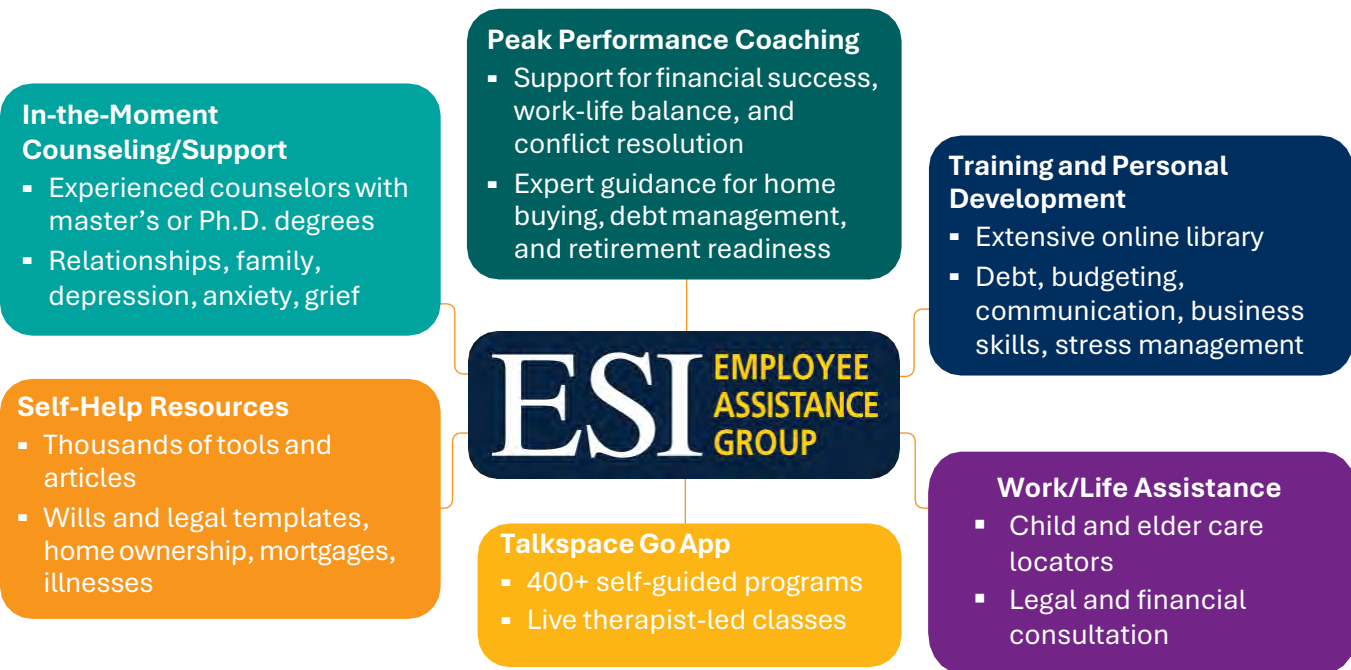 Peak Performance Coaching
▪ Support for financial success,
work-life balance, and
conflict resolution
▪ Expert guidance for home
buying, debt management,
and retirement readiness
In-the-Moment
Counseling/Support
▪ Experienced counselors with
master’s or Ph.D. degrees
▪ Relationships, family,
depression, anxiety, grief
Training and Personal
Development
▪ Extensive online library
▪ Debt, budgeting,
communication, business
skills, stress management
ESI EMPLOYEE
ASSISTANCE
GROUP
Self-Help Resources
▪ Thousands of tools and
articles
▪ Wills and legal templates,
home ownership, mortgages,
illnesses
Talkspace Go App
▪ 400+ self-guided programs
▪ Live therapist-led classes
Work/Life Assistance
▪ Child and elder care
locators
▪ Legal and financial
consultation